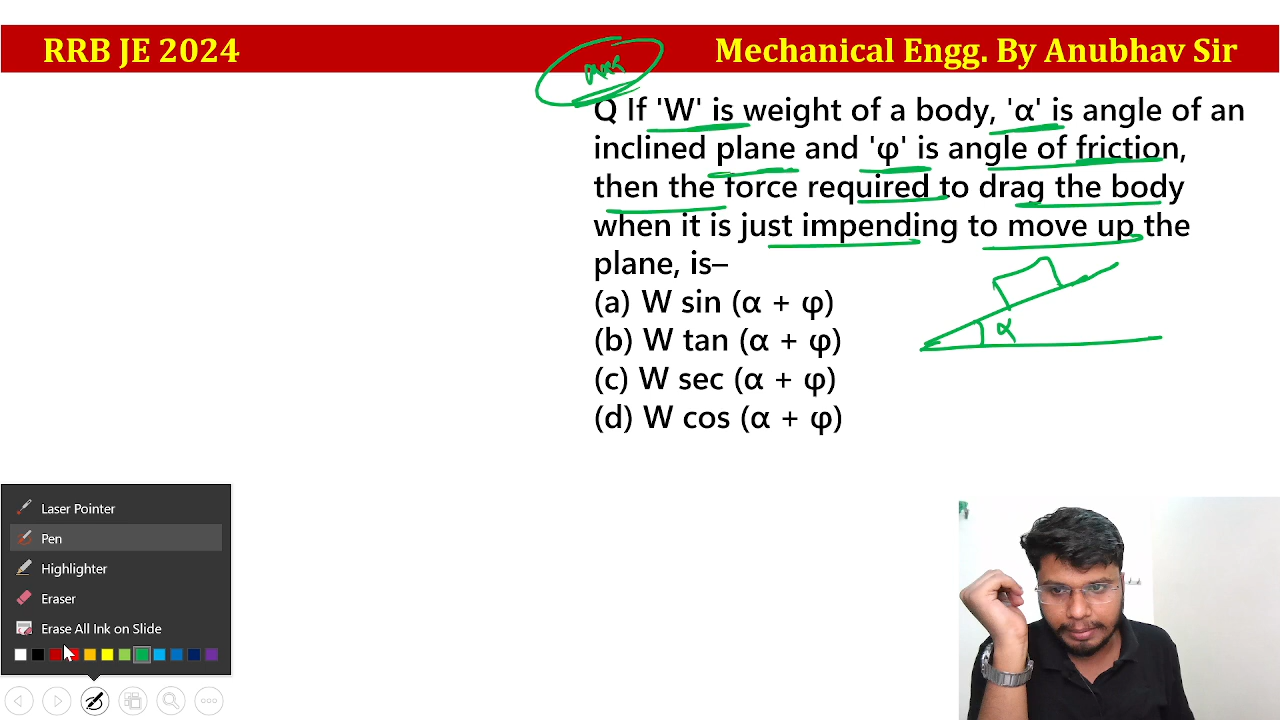 RRB JE 2024
Mechanical Engg. By Anubhav Sir
Q If 'W' is weight of a body, 'α' is angle of an
inclined plane and 'φ' is angle of friction,
then the force required to drag the body
when it is just impending to move up the
plane, is–
(a) W sin (α + φ)
(b) W tan (α + φ)
(c) W sec (α + φ)
(d) W cos (α + φ)
α
Laser Pointer
Pen
Highlighter
Eraser
Erase All Ink on Slide